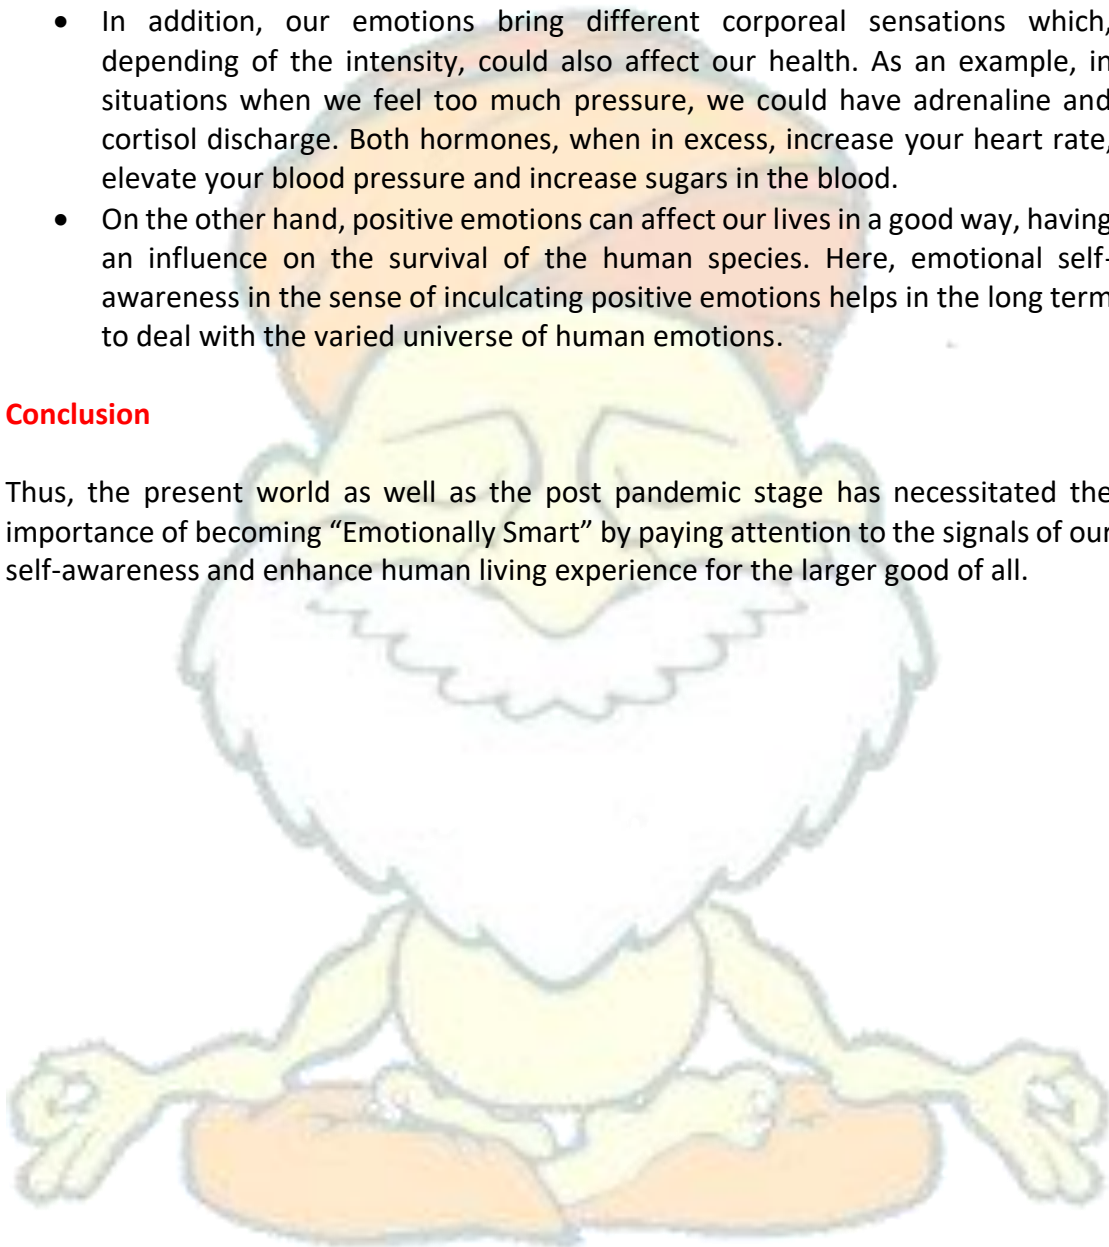 • In addition, our emotions bring different corporeal sensations which,
depending of the intensity, could also affect our health. As an example, in
situations when we feel too much pressure, we could have adrenaline and
cortisol discharge. Both hormones, when in excess, increase your heart rate,
elevate your blood pressure and increase sugars in the blood.
• On the other hand, positive emotions can affect our lives in a good way, having
an influence on the survival of the human species. Here, emotional self-
awareness in the sense of inculcating positive emotions helps in the long term
to deal with the varied universe of human emotions.
Conclusion
Thus, the present world as well as the post pandemic stage has necessitated the
importance of becoming “Emotionally Smart” by paying attention to the signals of our
self-awareness and enhance human living experience for the larger good of all.